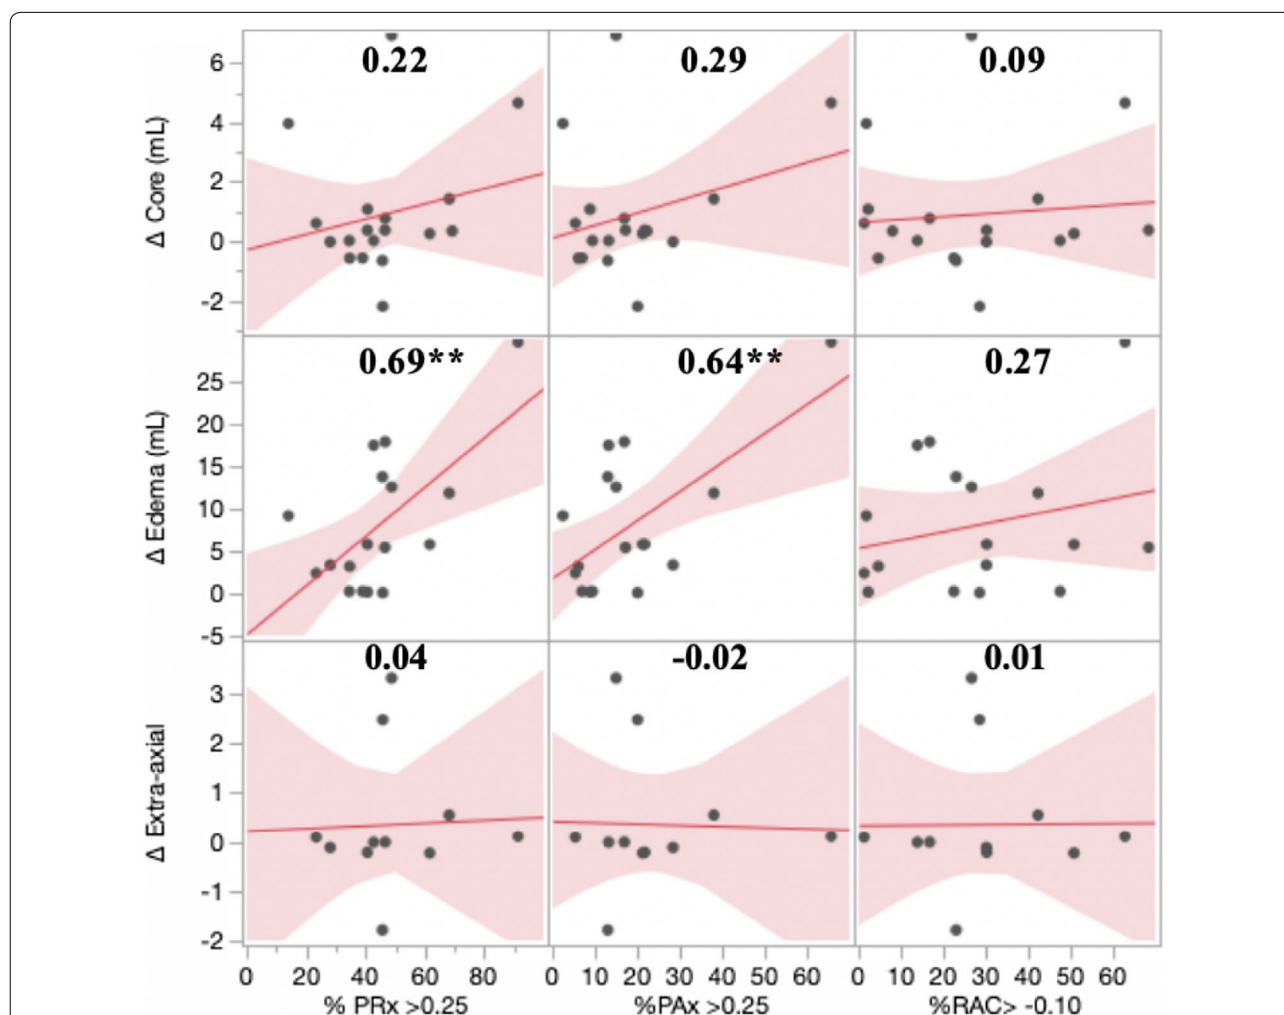 0.22 0.29 0.09
6
4
2
0
-2
Δ Core (mL)
0.69** 0.64** 0.27
25
20
15
10
5
0
-5
Δ Edema (mL)
0.04 -0.02 0.01
3
2
1
0
-1
-2
Δ Extra-axial
0 20 40 60 80 0 10 20 30 40 50 60 0 10 20 30 40 50 60
% PRx >0.25 %PAx >0.25 %RAC> -0.10